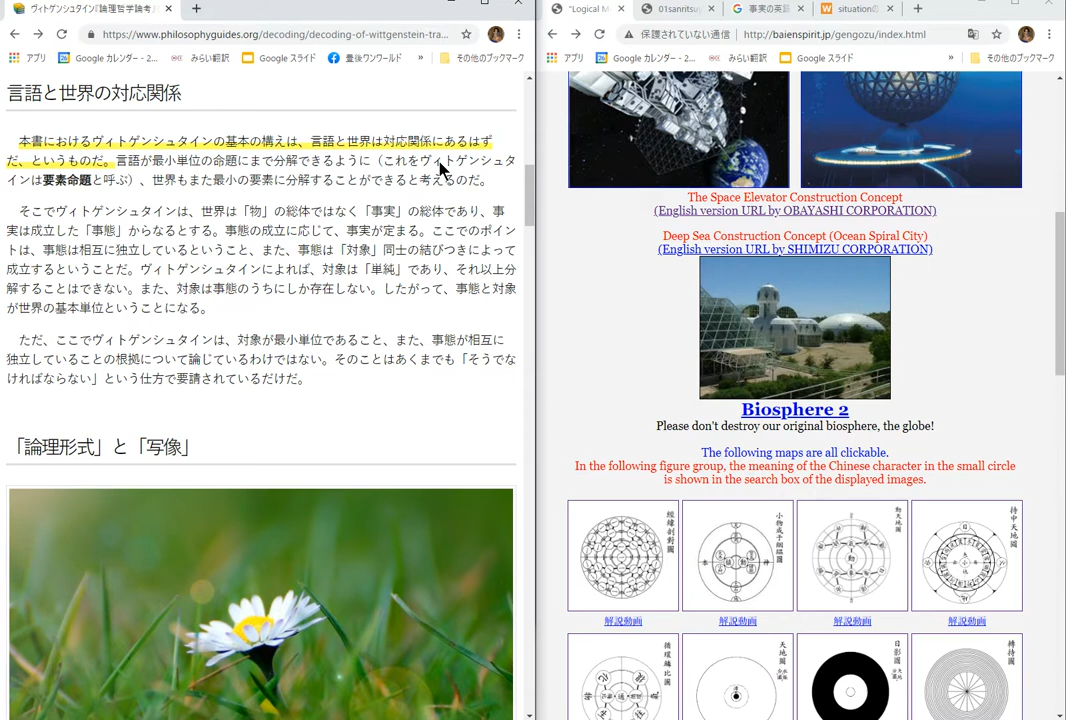 ヴィトゲンシュタイン『論理哲学論考』
https://www.philosophyguides.org/decoding/decoding-of-wittgenstein-tra...
アプリ
Google カレンダー - 2...
みらい翻訳
Google スライド
豊後ワンワールド
»
その他のブックマーク
言語と世界の対応関係
本書におけるヴィトゲンシュタインの基本の構えは、言語と世界は対応関係にあるはず
だ、というものだ。言語が最小単位の命題にまで分解できるように（これをヴィトゲンシュタ
インは要素命題と呼ぶ）、世界もまた最小の要素に分解することができると考えるのだ。
そこでヴィトゲンシュタインは、世界は「物」の総体ではなく「事実」の総体であり、事
実は成立した「事態」からなるとする。事態の成立に応じて、事実が定まる。ここでのポイン
トは、事態は相互に独立しているということ、また、事態は「対象」同士の結びつきによって
成立するということだ。ヴィトゲンシュタインによれば、対象は「単純」であり、それ以上分
解することはできない。また、対象は事態のうちにしか存在しない。したがって、事態と対象
が世界の基本単位ということになる。
ただ、ここでヴィトゲンシュタインは、対象が最小単位であること、また、事態が相互に
独立していることの根拠について論じているわけではない。そのことはあくまでも「そうでな
ければならない」という仕方で要請されているだけだ。
「論理形式」と「写像」
"Logical M
01sanritsu
事実の英語
situationの
保護されていない通信
http://baienspirit.jp/gengozu/index.html
アプリ
Google カレンダー - 2...
みらい翻訳
Google スライド
»
その他のブックマーク
The Space Elevator Construction Concept
(English version URL by OBAYASHI CORPORATION)
Deep Sea Construction Concept (Ocean Spiral City)
(English version URL by SHIMIZU CORPORATION)
Biosphere 2
Please don't destroy our original biosphere, the globe!
The following maps are all clickable.
In the following figure group, the meaning of the Chinese character in the small circle
is shown in the search box of the displayed images.
經緯剖對圖
動天地圖
持中天地圖
解説動画
解説動画
解説動画
解説動画
循環鱗比圖
天地圖
日影圖
轉持圖